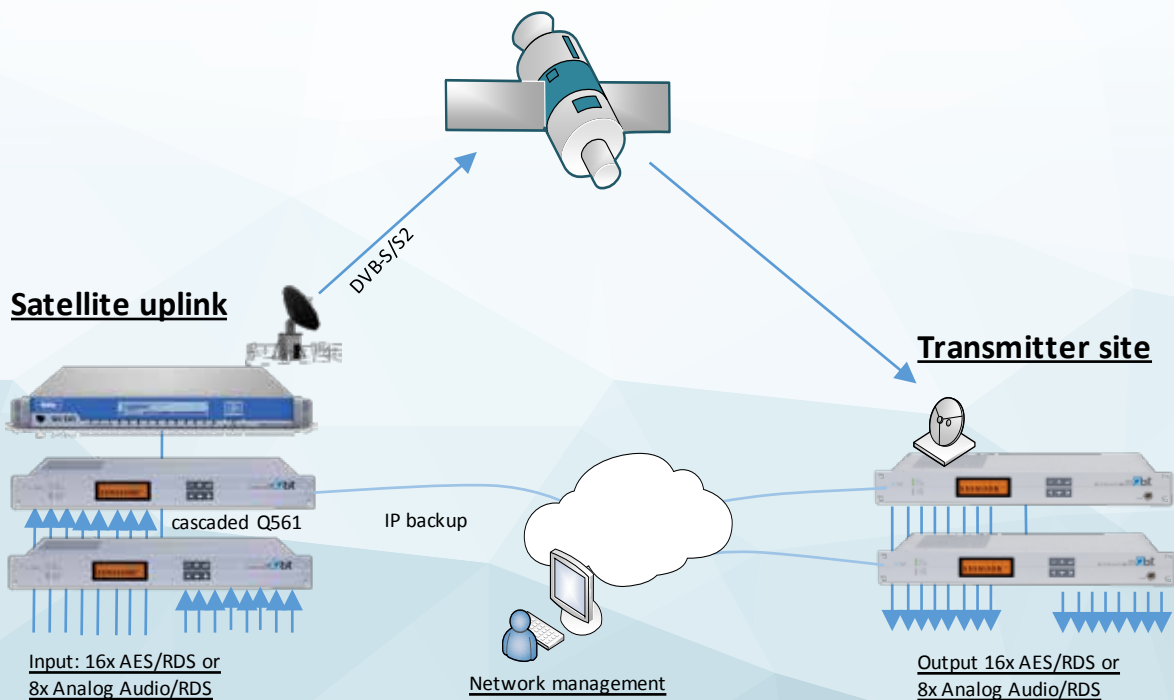 DVB-S/S2
Satellite uplink
Transmitter site
cascaded Q561
IP backup
Input: 16x AES/RDS or
8x Analog Audio/RDS
Network management
Output 16x AES/RDS or
8x Analog Audio/RDS